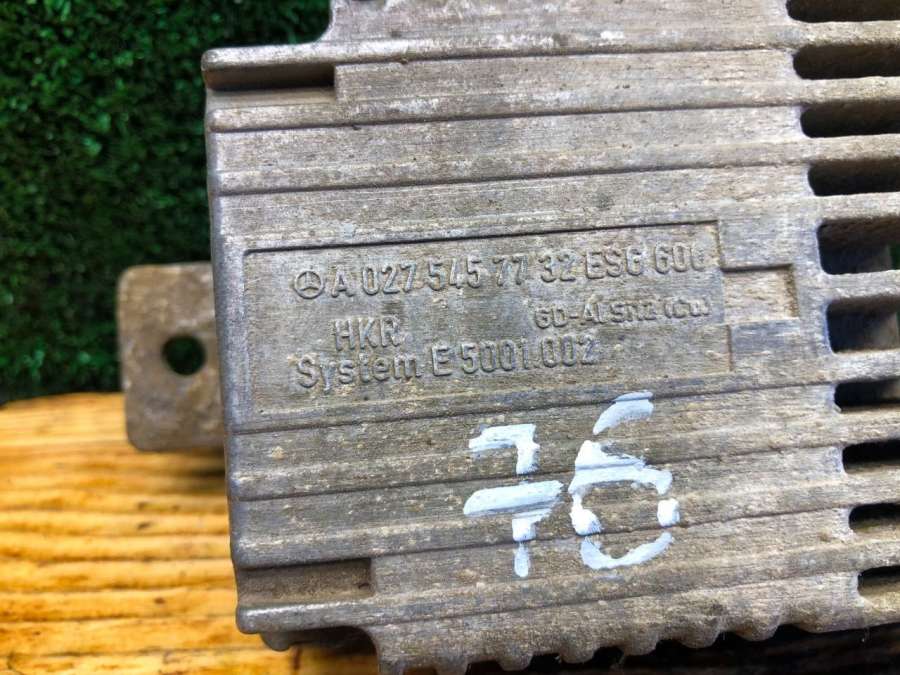 A 027 545 77 32 ESG 600
GD-AlSi12 (Cu)
HKR
System E 5001.002
76